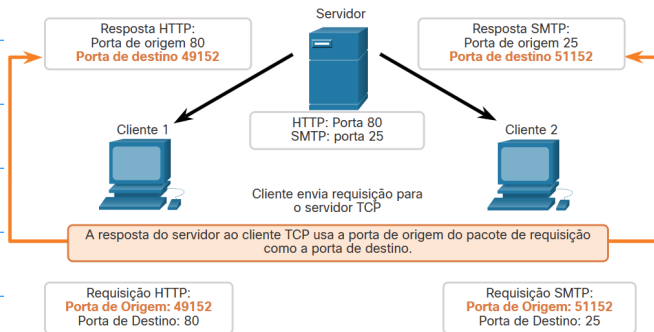 Servidor
Resposta HTTP:
Porta de origem 80
Porta de destino 49152
Resposta SMTP:
Porta de origem 25
Porta de destino 51152
HTTP: Porta 80
SMTP: porta 25
Cliente 1
Cliente 2
Cliente envia requisição para
o servidor TCP
A resposta do servidor ao cliente TCP usa a porta de origem do pacote de requisição
como a porta de destino.
Requisição HTTP:
Porta de Origem: 49152
Porta de Destino: 80
Requisição SMTP:
Porta de Origem: 51152
Porta de Destino: 25